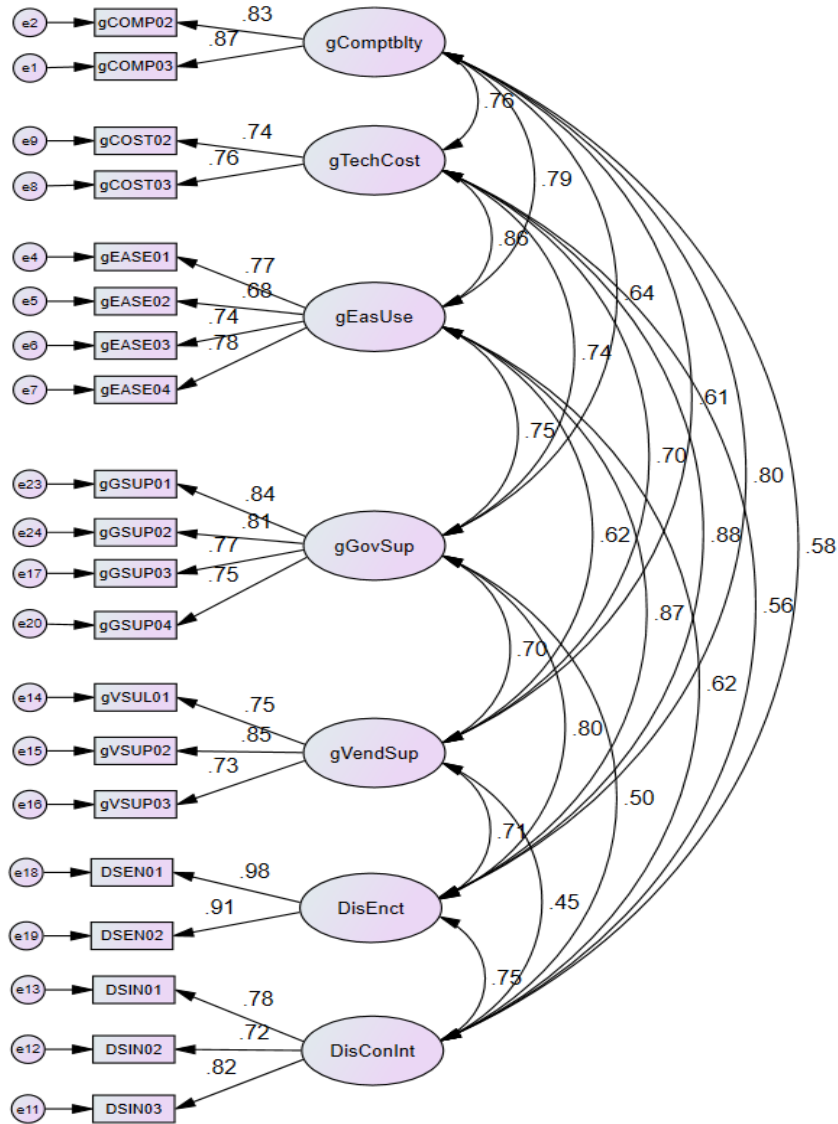 e2 gCOMP02 .83 gComptblty
e1 gCOMP03 .87
.76
e9 gCOST02 .74 gTechCost
e8 gCOST03 .76
.79
.86
e4 gEASE01 .77
e5 gEASE02 .68 gEasUse .64
e6 gEASE03 .74
e7 gEASE04 .78 .74
.61
.75
.70 .80
e23 gGSUP01 .84
e24 gGSUP02 .81 gGovSup .62 .88 .58
e17 gGSUP03 .77
e20 gGSUP04 .75 .87 .56
.70
.62
e14 gVSUL01 .75 .80
e15 gVSUP02 .85 gVendSup
e16 gVSUP03 .73 .50
.71
e18 DSEN01 .98
DisEnct .45
e19 DSEN02 .91
.75
e13 DSIN01 .78
e12 DSIN02 .72 DisConInt
e11 DSIN03 .82